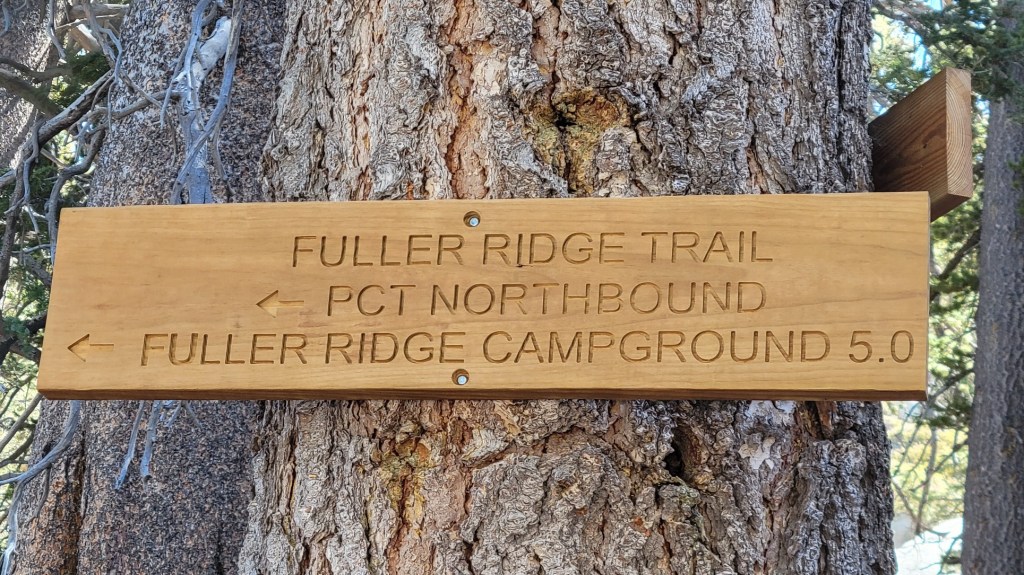 FULLER RIDGE TRAIL
← PCT NORTHBOUND
← FULLER RIDGE CAMPGROUND 5.0